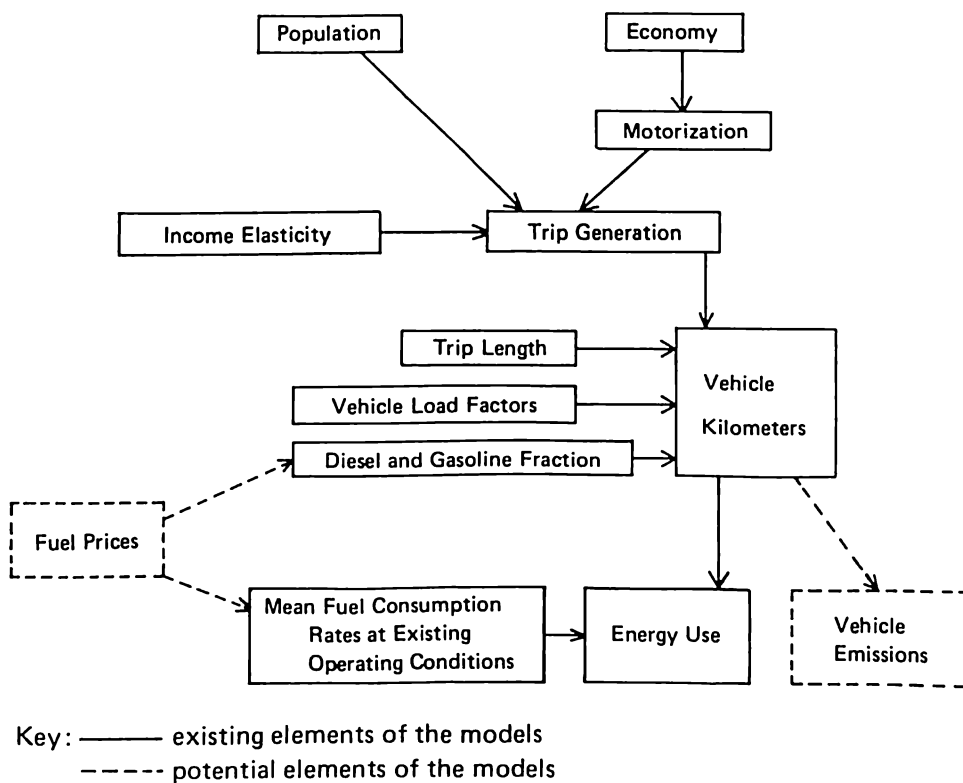 Population
Economy
Motorization
Income Elasticity
Trip Generation
Trip Length
Vehicle
Kilometers
Vehicle Load Factors
Diesel and Gasoline Fraction
Fuel Prices
Mean Fuel Consumption
Rates at Existing
Operating Conditions
Energy Use
Vehicle
Emissions
Key: existing elements of the models
potential elements of the models